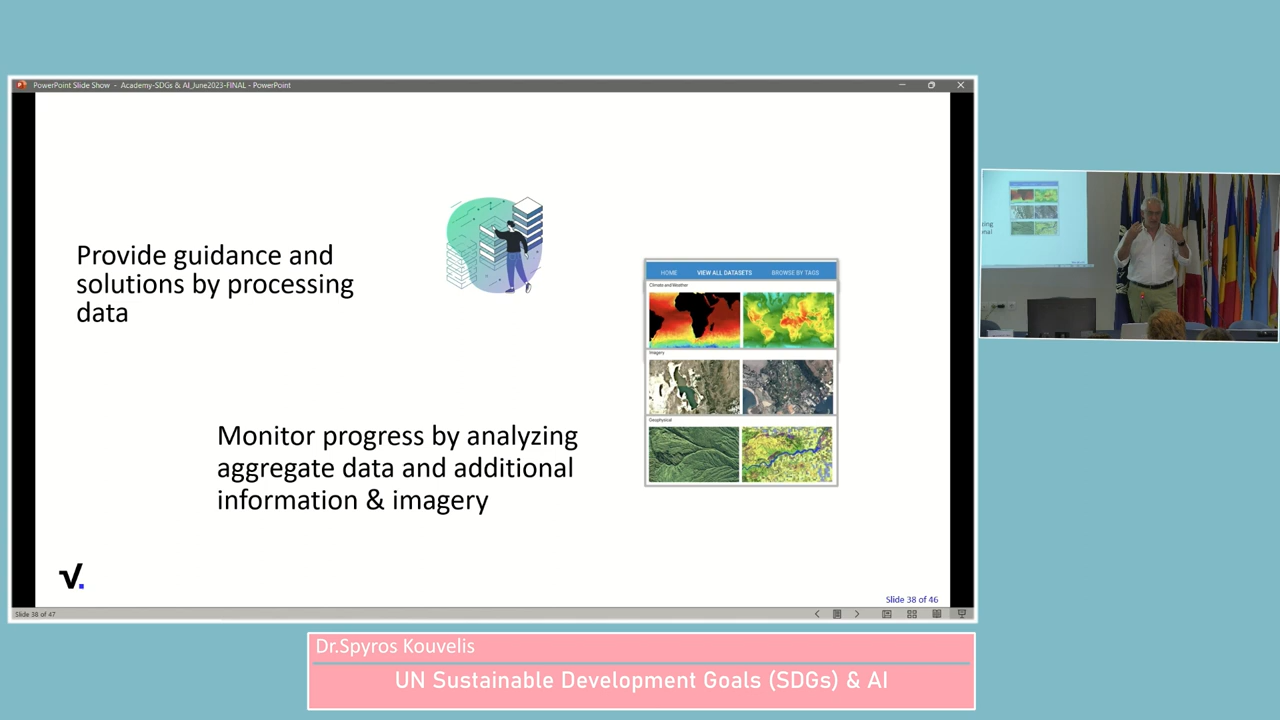 PowerPoint Slide Show - Academy-SDGs & AI_June2023-FINAL - PowerPoint
Provide guidance and
solutions by processing
data
HOME
VIEW ALL DATASETS
BROWSE BY TAGS
Climate and Weather
Imagery
Geophysical
Monitor progress by analyzing
aggregate data and additional
information & imagery
V.
Slide 38 of 46
Slide 38 of 47
Dr.Spyros Kouvelis
UN Sustainable Development Goals (SDGs) & AI